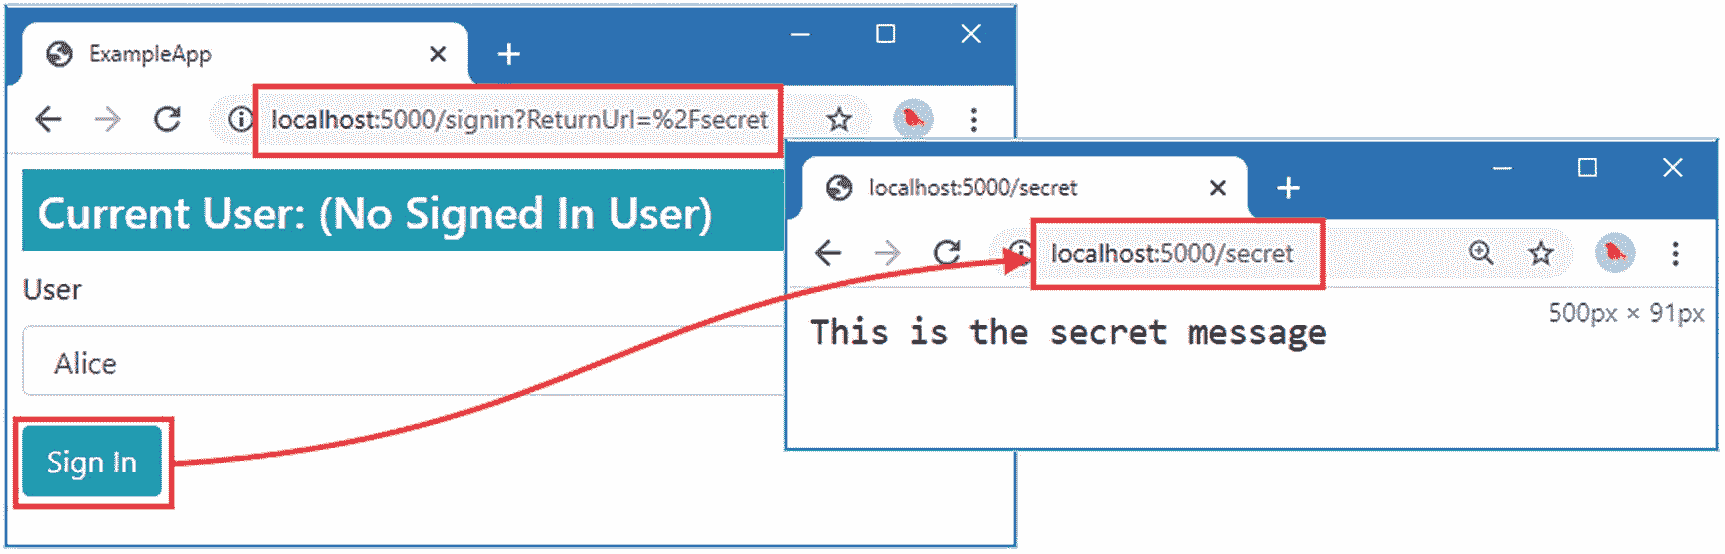 ExampleApp
localhost:5000/signin?ReturnUrl=%2Fsecret
Current User: (No Signed In User)
User
Alice
Sign In
localhost:5000/secret
localhost:5000/secret
500px × 91px
This is the secret message